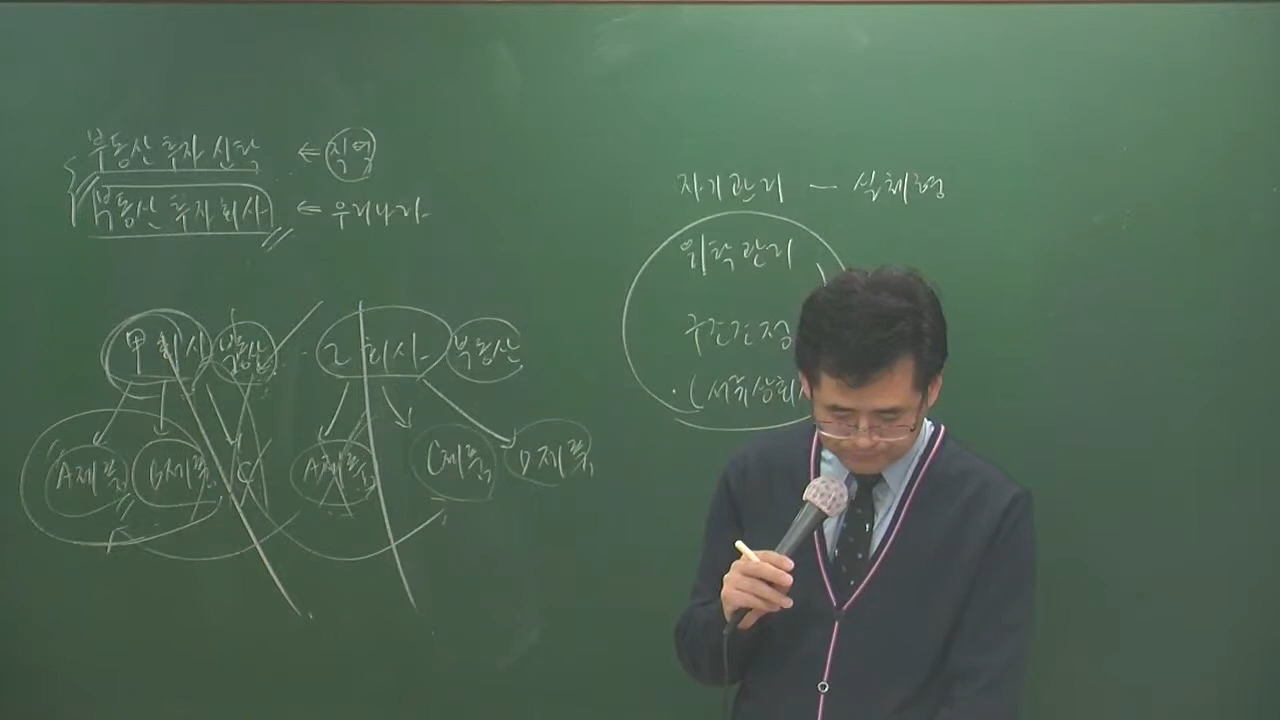 부동산 투자 신탁 ← 직역
부동산 투자 회사 ← 우리나라
자기관리 — 실체형
위탁관리
구조조정
(서류상회사
甲 회사 부동산
乙 회사 부동산
A제품 B제품 C
A제품 C제품 D제품